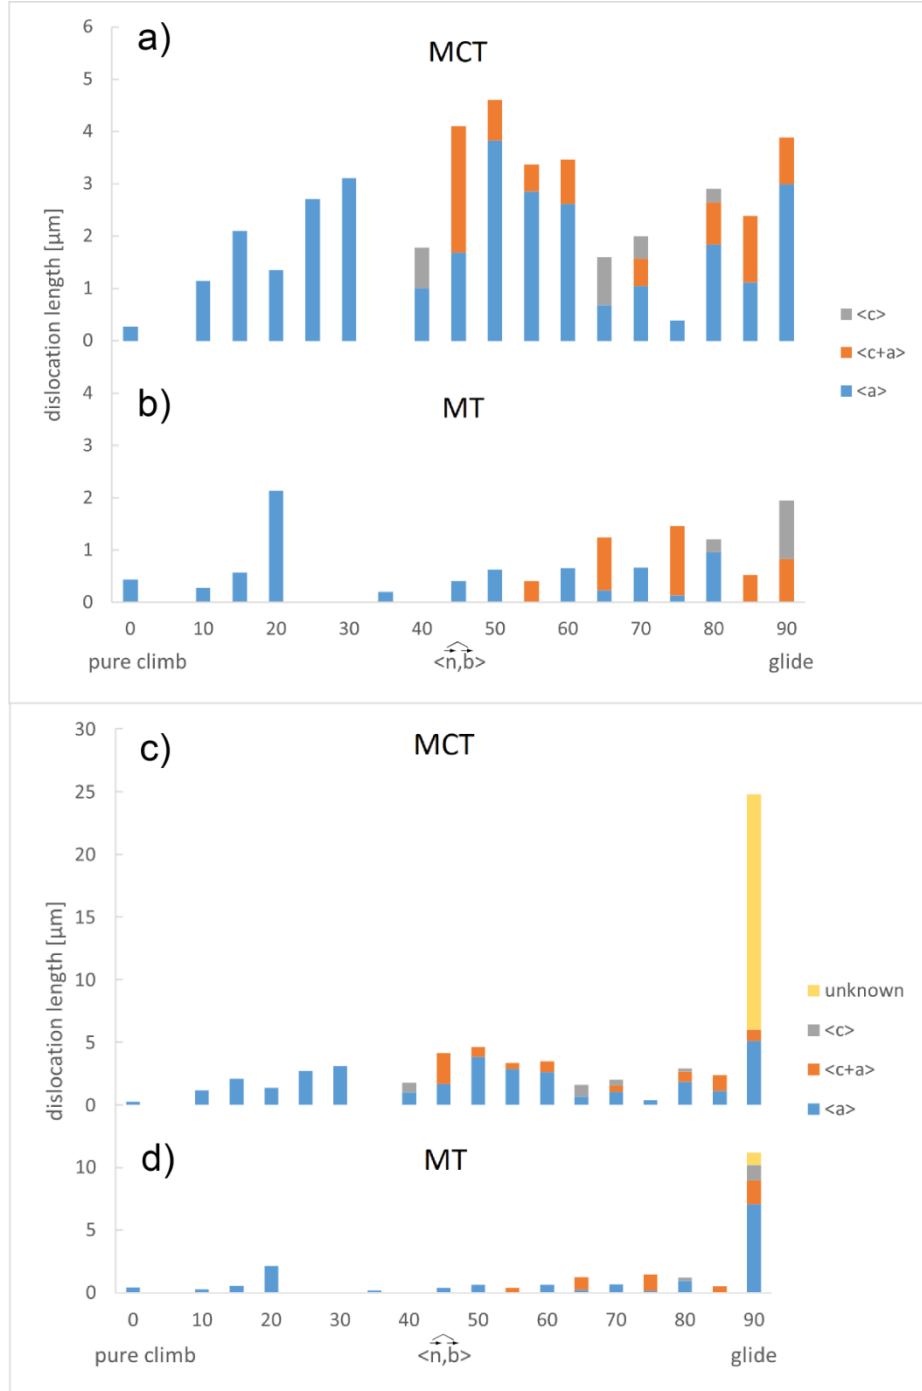 a)
MCT
6
5
4
3
2
1
0
dislocation length [µm]
<c>
<c+a>
<a>
b)
MT
4
3
2
1
0
0 10 20 30 40 50 60 70 80 90
pure climb <n,b> glide
c)
MCT
30
25
20
15
10
5
0
dislocation length [µm]
unknown
<c>
<c+a>
<a>
d)
MT
10
5
0
0 10 20 30 40 50 60 70 80 90
pure climb <n,b> glide